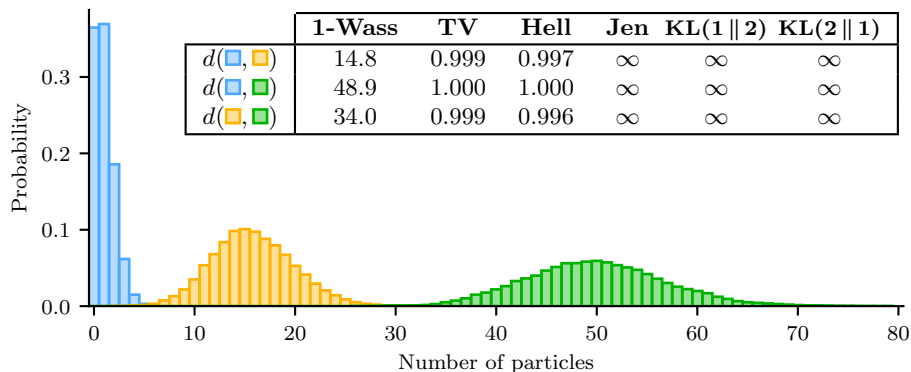 1-Wass TV Hell Jen KL(1 ∥ 2) KL(2 ∥ 1)
d( , ) 14.8 0.999 0.997 ∞ ∞ ∞
d( , ) 48.9 1.000 1.000 ∞ ∞ ∞
d( , ) 34.0 0.999 0.996 ∞ ∞ ∞
Probability
0.3
0.2
0.1
0.0
0 10 20 30 40 50 60 70 80
Number of particles